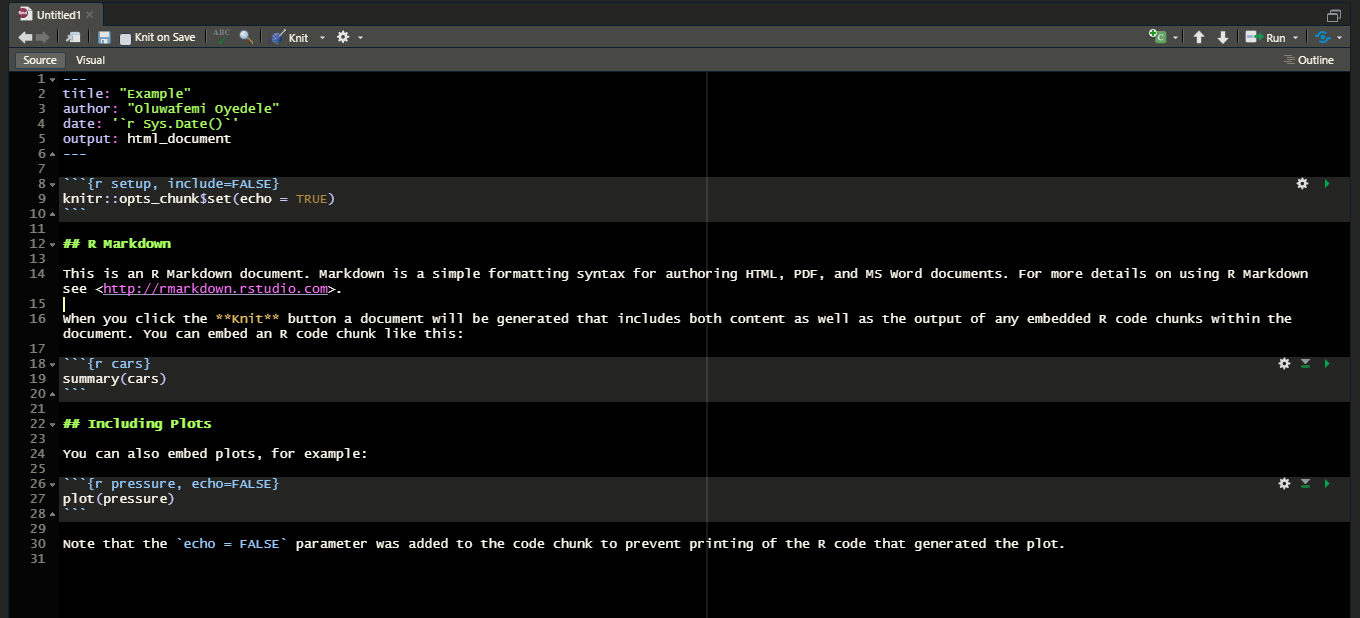 Untitled1
Knit on Save ABC Knit Run
Source Visual Outline
1 ---
2 title: "Example"
3 author: "Oluwafemi Oyedele"
4 date: '`r Sys.Date()`'
5 output: html_document
6 ---
7
8 ```{r setup, include=FALSE}
9 knitr::opts_chunk$set(echo = TRUE)
10 ```
11
12 ## R Markdown
13
14 This is an R Markdown document. Markdown is a simple formatting syntax for authoring HTML, PDF, and MS Word documents. For more details on using R Markdown
see <http://rmarkdown.rstudio.com>.
15
16 When you click the **Knit** button a document will be generated that includes both content as well as the output of any embedded R code chunks within the
document. You can embed an R code chunk like this:
17
18 ```{r cars}
19 summary(cars)
20 ```
21
22 ## Including Plots
23
24 You can also embed plots, for example:
25
26 ```{r pressure, echo=FALSE}
27 plot(pressure)
28 ```
29
30 Note that the `echo = FALSE` parameter was added to the code chunk to prevent printing of the R code that generated the plot.
31